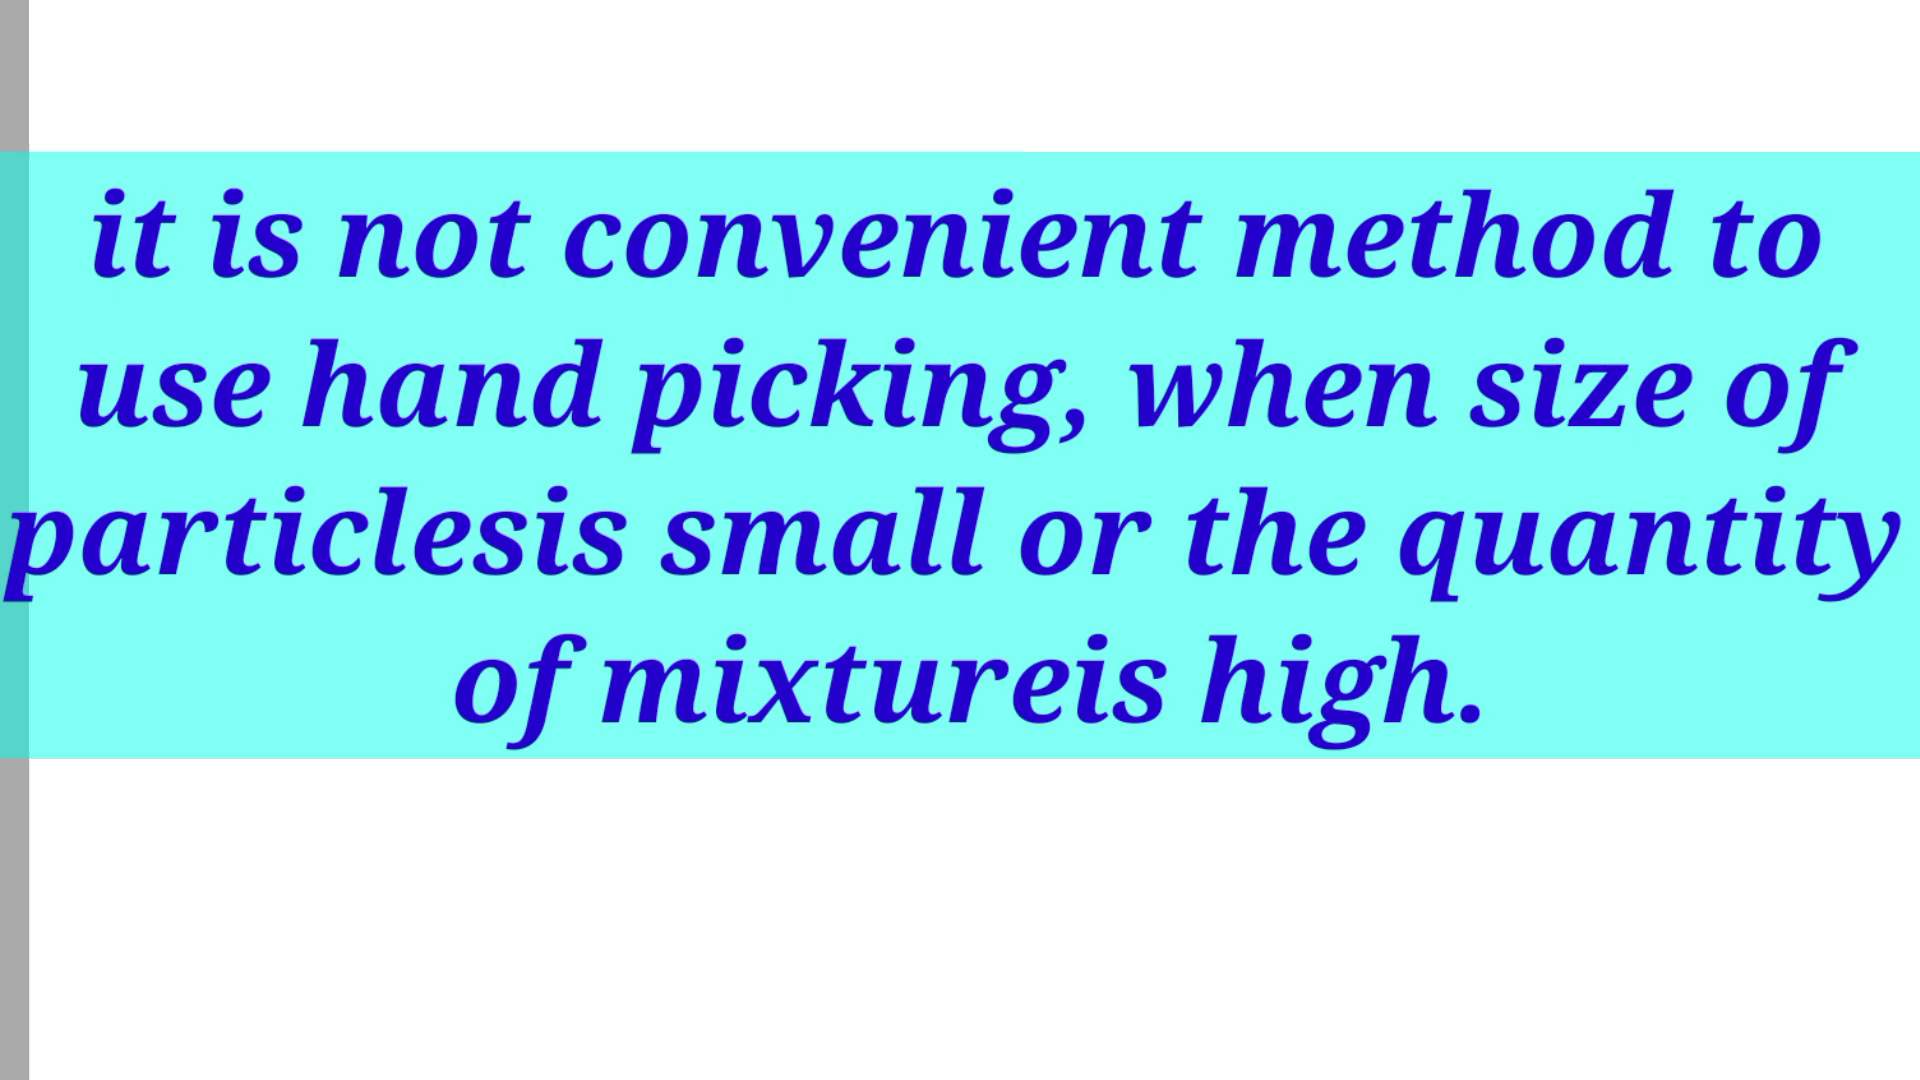 it is not convenient method to
use hand picking, when size of
particlesis small or the quantity
of mixtureis high.